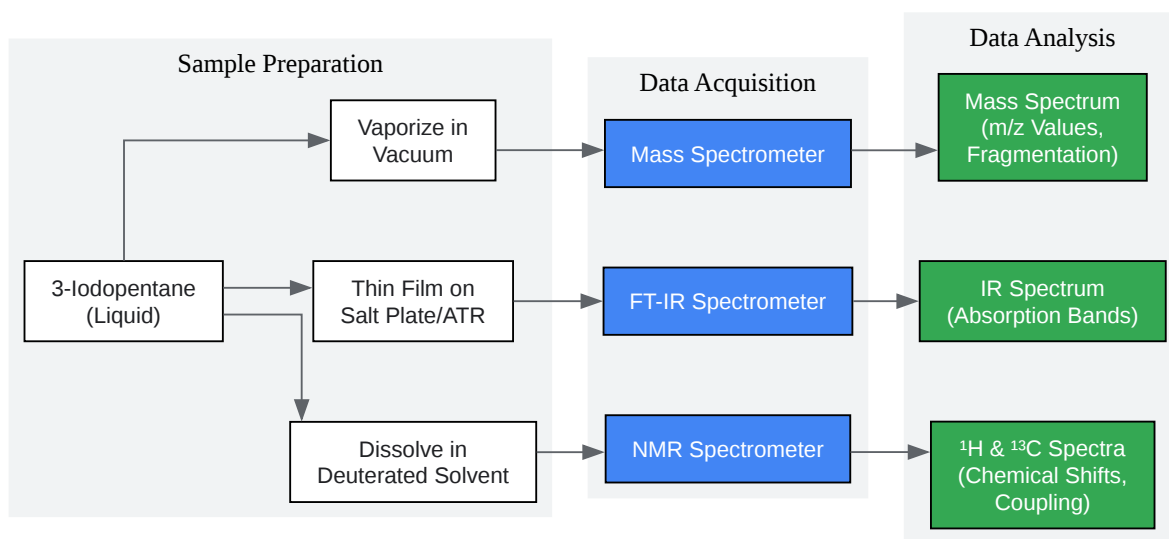 Sample Preparation
Data Acquisition
Data Analysis
Vaporize in
Vacuum
Mass Spectrometer
Mass Spectrum
(m/z Values,
Fragmentation)
3-Iodopentane
(Liquid)
Thin Film on
Salt Plate/ATR
FT-IR Spectrometer
IR Spectrum
(Absorption Bands)
Dissolve in
Deuterated Solvent
NMR Spectrometer
¹H & ¹³C Spectra
(Chemical Shifts,
Coupling)